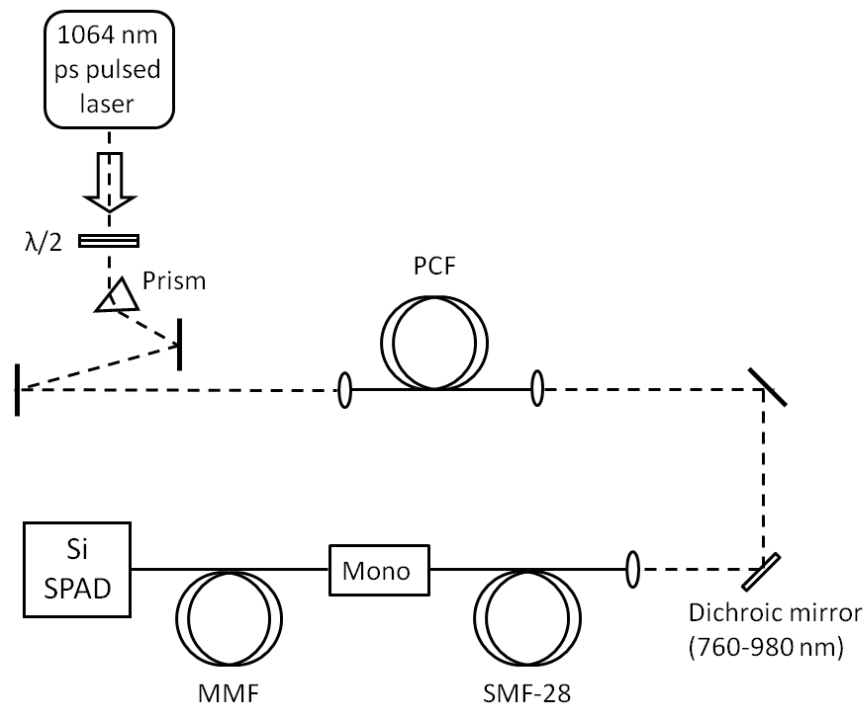 1064 nm
ps pulsed
laser
λ/2
Prism
PCF
Si
SPAD
Mono
Dichroic mirror
(760-980 nm)
MMF
SMF-28